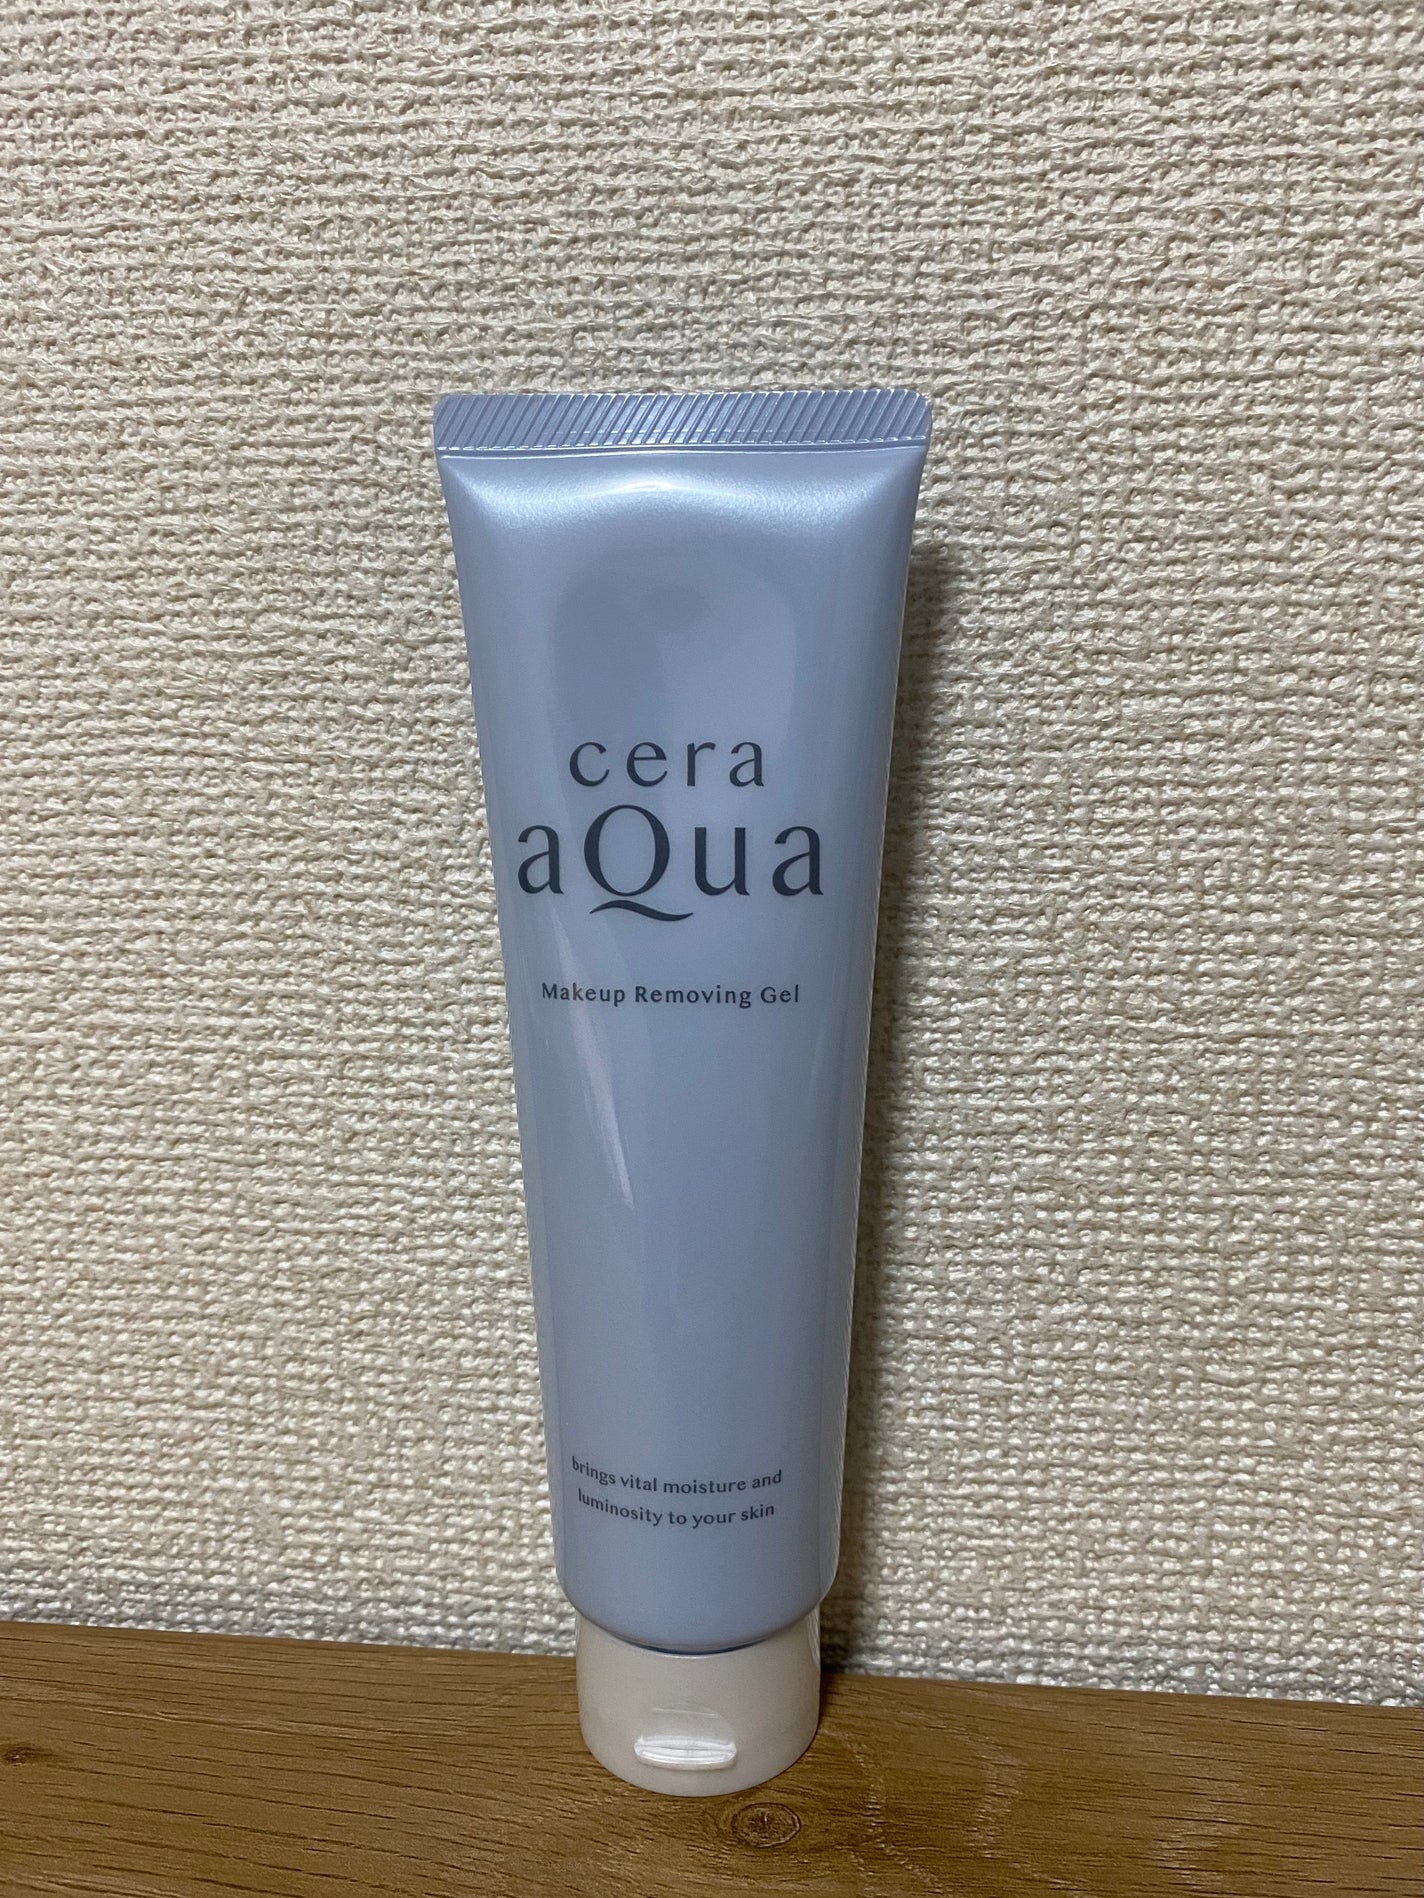 cera
aQua
Makeup Removing Gel
brings vital moisture and
luminosity to your skin